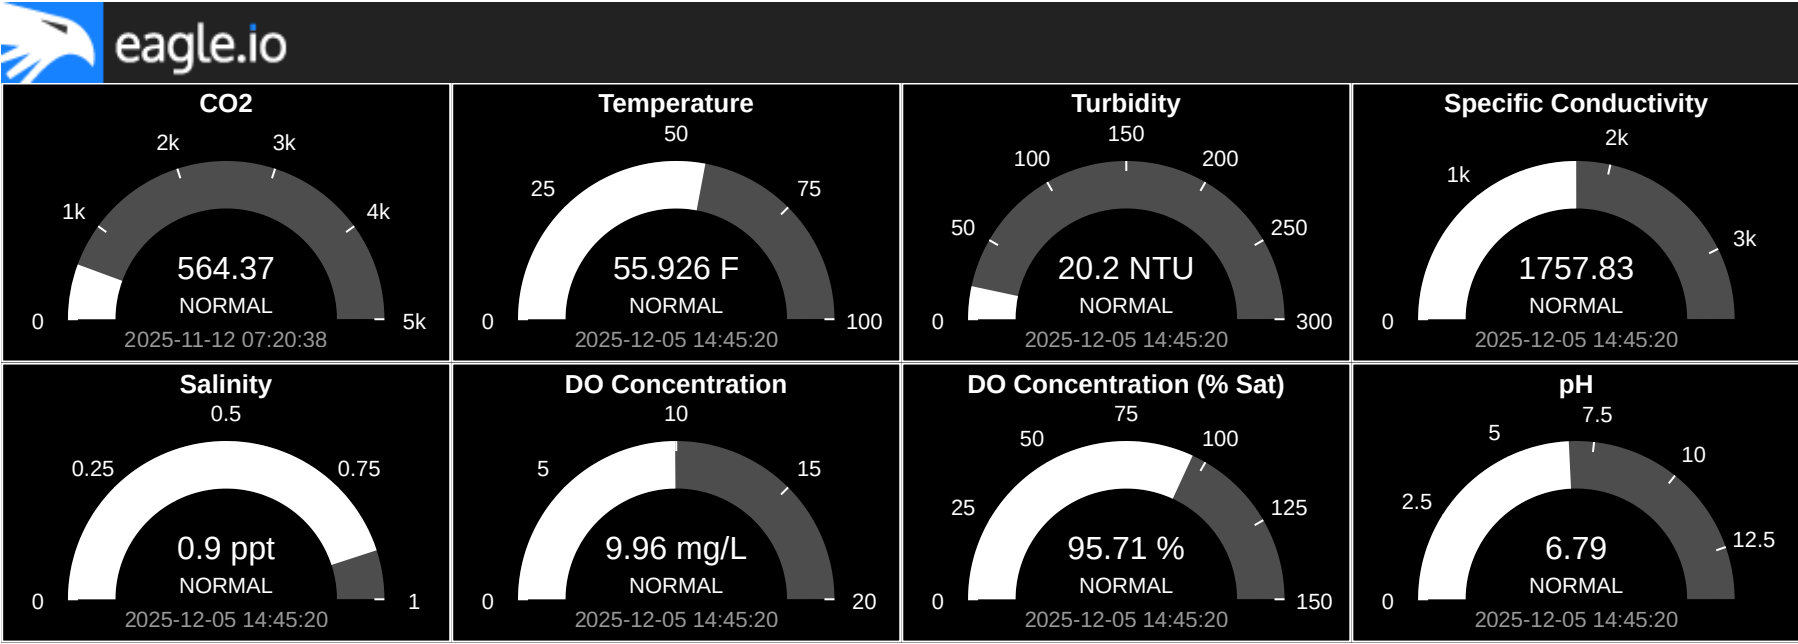 eagle.io
CO2
0
1k
2k
3k
4k
5k
564.37
NORMAL
2025-11-12 07:20:38
Temperature
0
25
50
75
100
55.926 F
NORMAL
2025-12-05 14:45:20
Turbidity
0
50
100
150
200
250
300
20.2 NTU
NORMAL
2025-12-05 14:45:20
Specific Conductivity
0
1k
2k
3k
1757.83
NORMAL
2025-12-05 14:45:20
Salinity
0
0.25
0.5
0.75
1
0.9 ppt
NORMAL
2025-12-05 14:45:20
DO Concentration
0
5
10
15
20
9.96 mg/L
NORMAL
2025-12-05 14:45:20
DO Concentration (% Sat)
0
25
50
75
100
125
150
95.71 %
NORMAL
2025-12-05 14:45:20
pH
0
2.5
5
7.5
10
12.5
6.79
NORMAL
2025-12-05 14:45:20